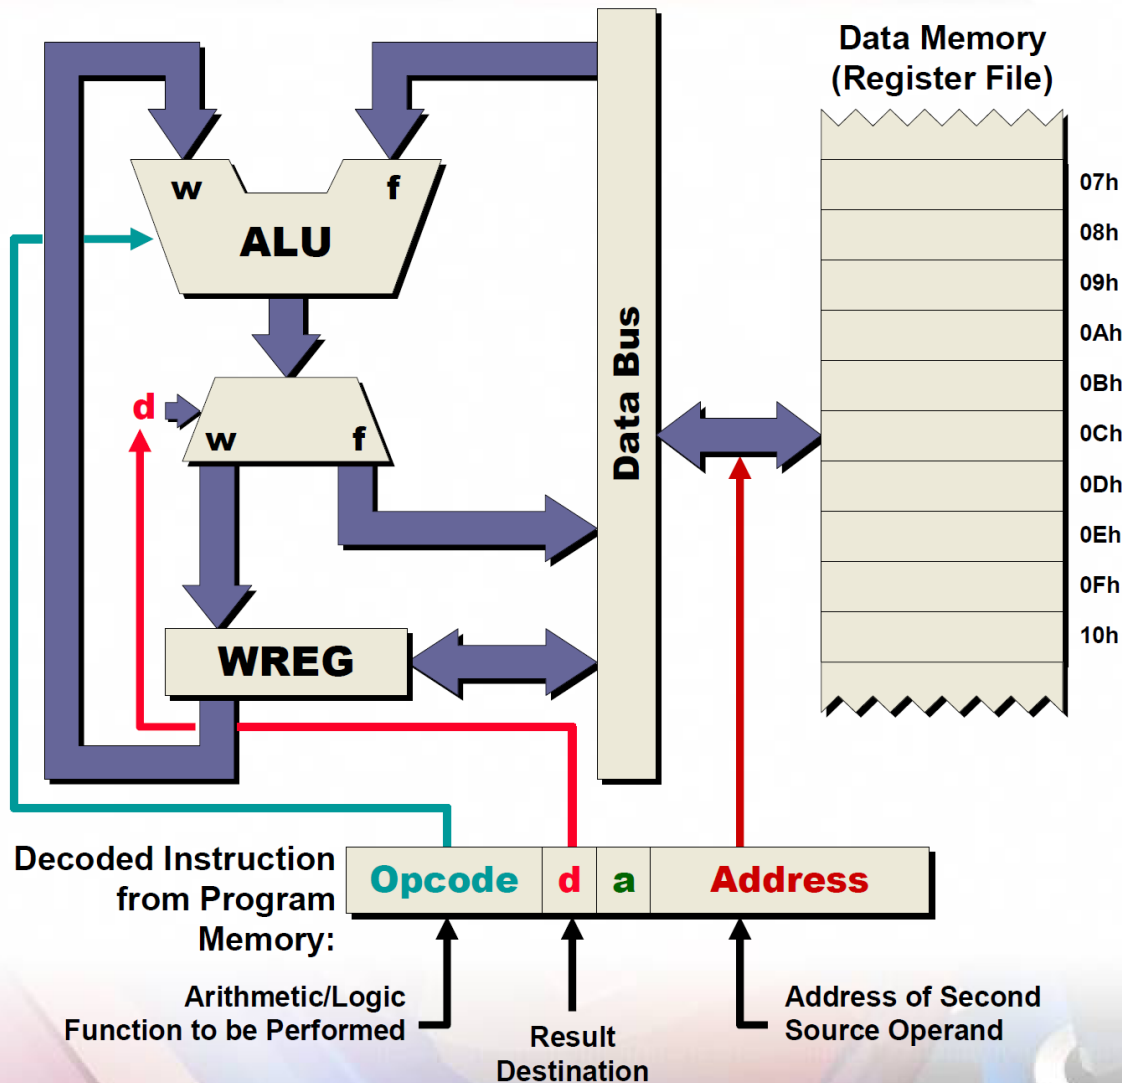 Data Memory
(Register File)
w
f
ALU
07h
08h
09h
0Ah
0Bh
0Ch
0Dh
0Eh
0Fh
10h
d
w
f
Data Bus
WREG
Decoded Instruction
from Program
Memory:
Opcode
d
a
Address
Arithmetic/Logic
Function to be Performed
Result
Destination
Address of Second
Source Operand